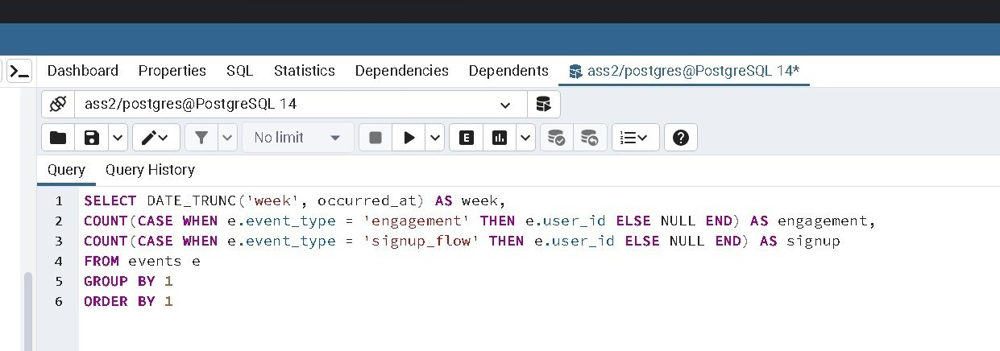 Dashboard Properties SQL Statistics Dependencies Dependents ass2/postgres@PostgreSQL 14*
ass2/postgres@PostgreSQL 14
No limit E
Query Query History
1 SELECT DATE_TRUNC('week', occurred_at) AS week,
2 COUNT(CASE WHEN e.event_type = 'engagement' THEN e.user_id ELSE NULL END) AS engagement,
3 COUNT(CASE WHEN e.event_type = 'signup_flow' THEN e.user_id ELSE NULL END) AS signup
4 FROM events e
5 GROUP BY 1
6 ORDER BY 1